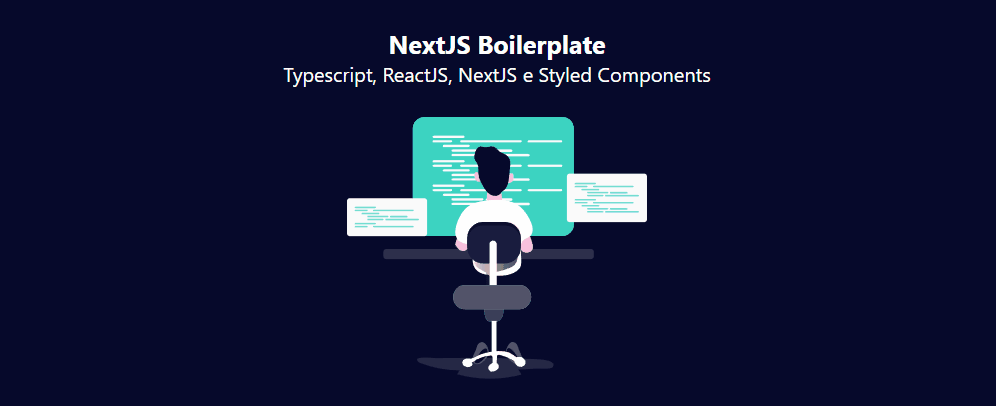 NextJS Boilerplate
Typescript, ReactJS, NextJS e Styled Components